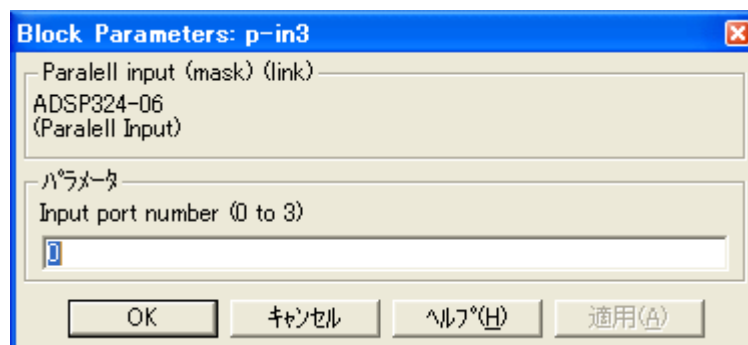 Block Parameters: p-in3
Paralell input (mask) (link)
ADSP324-06
(Paralell Input)
パラメータ
Input port number (0 to 3)
0
OK キャンセル ヘルプ(H) 適用(A)